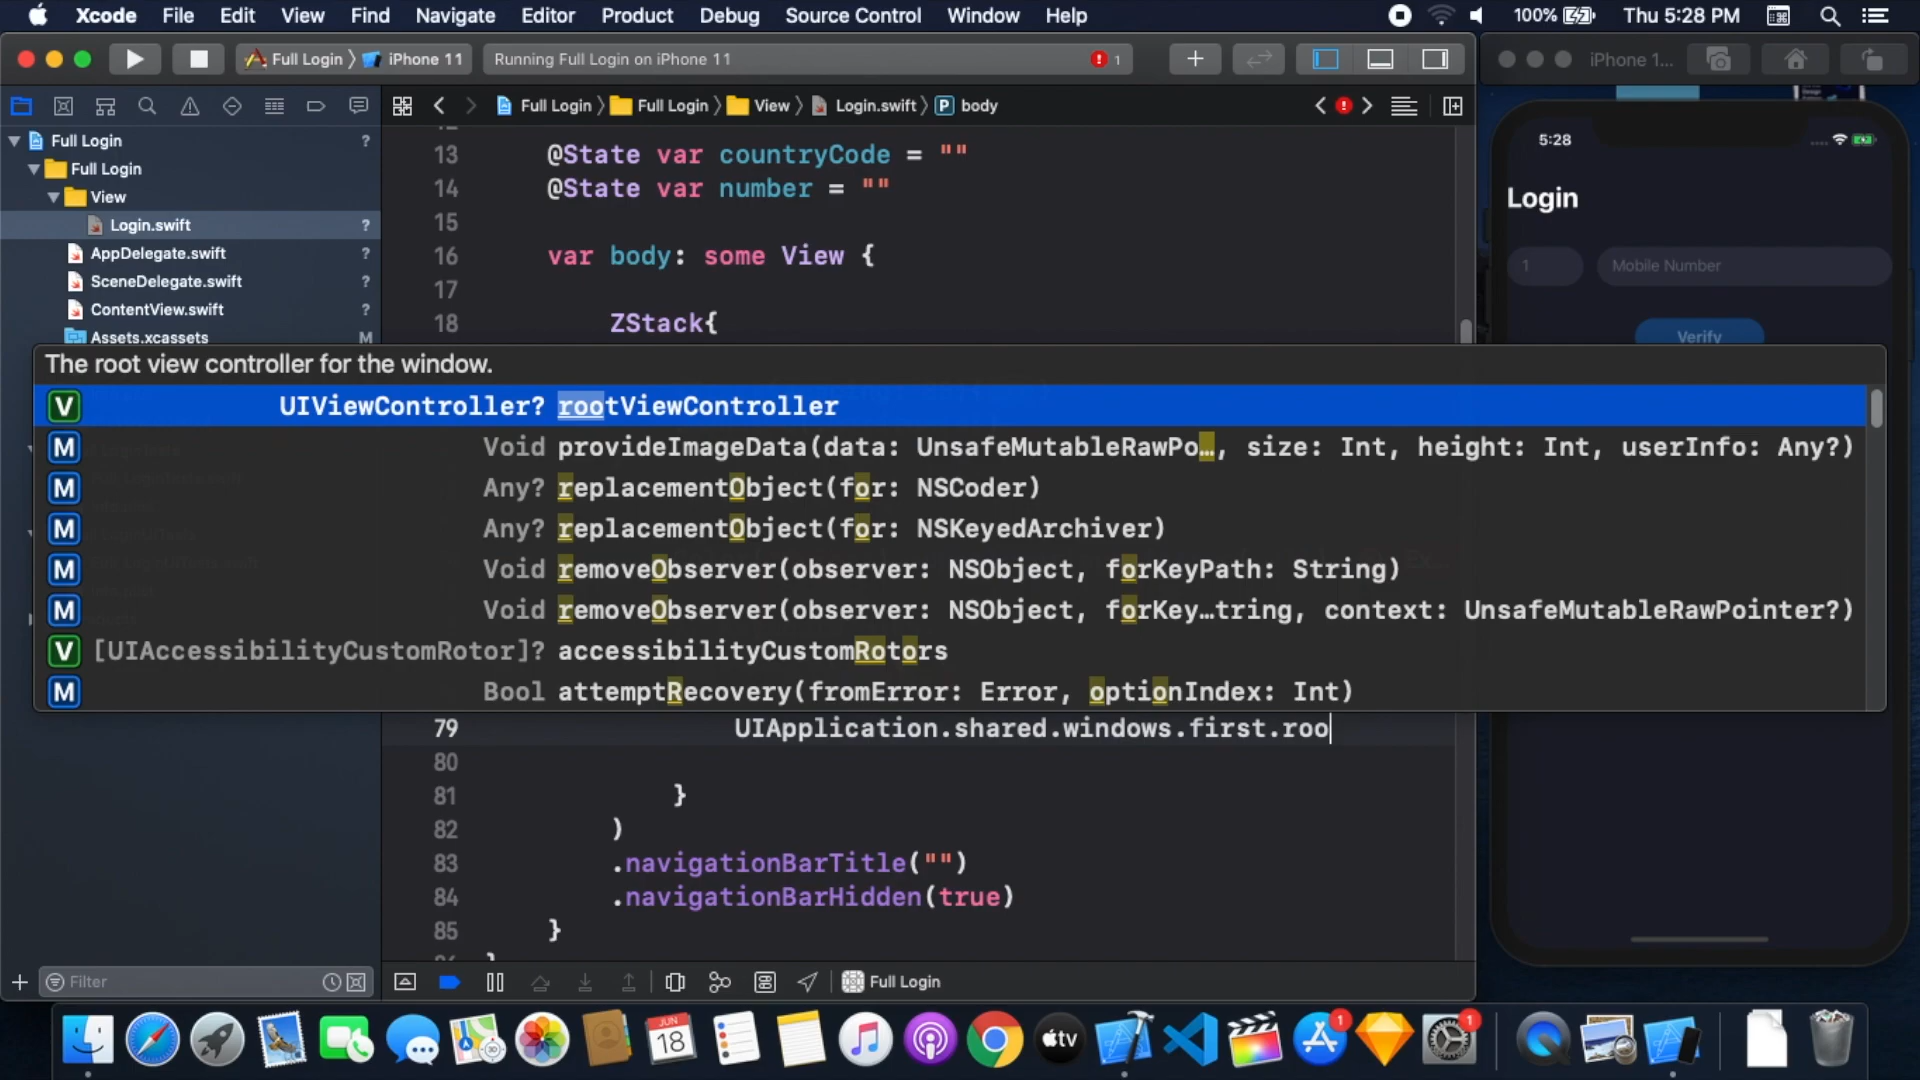 Xcode File Edit View Find Navigate Editor Product Debug Source Control Window Help 100% Thu 5:28 PM
Full Login iPhone 11 Running Full Login on iPhone 11 1 iPhone 1...
Full Login Full Login View Login.swift P body
Full Login ?
Full Login
View
Login.swift ?
AppDelegate.swift ?
SceneDelegate.swift ?
ContentView.swift ?
Assets.xcassets M
13 @State var countryCode = ""
14 @State var number = ""
15
16 var body: some View {
17
18 ZStack{
The root view controller for the window.
V UIViewController? rootViewController
M Void provideImageData(data: UnsafeMutableRawPo…, size: Int, height: Int, userInfo: Any?)
M Any? replacementObject(for: NSCoder)
M Any? replacementObject(for: NSKeyedArchiver)
M Void removeObserver(observer: NSObject, forKeyPath: String)
M Void removeObserver(observer: NSObject, forKey…tring, context: UnsafeMutableRawPointer?)
V [UIAccessibilityCustomRotor]? accessibilityCustomRotors
M Bool attemptRecovery(fromError: Error, optionIndex: Int)
79 UIApplication.shared.windows.first.roo
80
81 }
82 )
83 .navigationBarTitle("")
84 .navigationBarHidden(true)
85 }
Filter
Full Login
5:28
Login
1 Mobile Number
Verify
JUN
18
tv
1
1